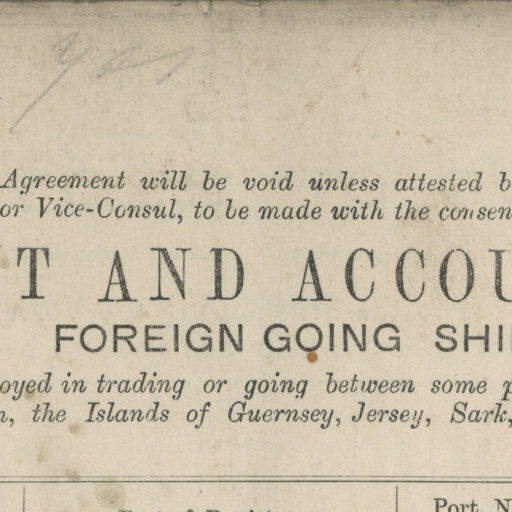 yes
Agreement will be void unless attested b
or Vice-Consul, to be made with the consen
T AND ACCOU
FOREIGN GOING SHI
oyed in trading or going between some p
n, the Islands of Guernsey, Jersey, Sark,
Port, N